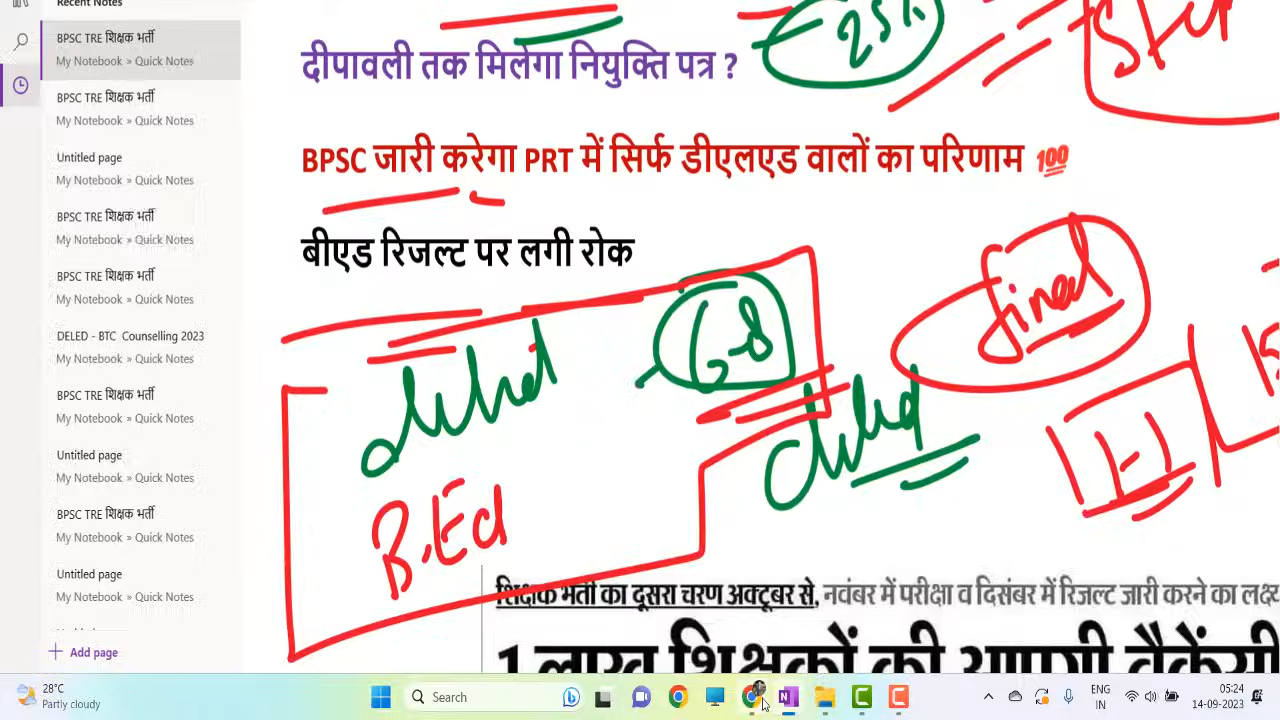 Recent Notes
BPSC TRE शिक्षक भर्ती
My Notebook » Quick Notes
BPSC TRE शिक्षक भर्ती
My Notebook » Quick Notes
Untitled page
My Notebook » Quick Notes
BPSC TRE शिक्षक भर्ती
My Notebook » Quick Notes
BPSC TRE शिक्षक भर्ती
My Notebook » Quick Notes
DELED - BTC Counselling 2023
My Notebook » Quick Notes
BPSC TRE शिक्षक भर्ती
My Notebook » Quick Notes
Untitled page
My Notebook » Quick Notes
BPSC TRE शिक्षक भर्ती
My Notebook » Quick Notes
Untitled page
My Notebook » Quick Notes
Add page
दीपावली तक मिलेगा नियुक्ति पत्र ?
BPSC जारी करेगा PRT में सिर्फ डीएलएड वालों का परिणाम 💯
बीएड रिजल्ट पर लगी रोक
6-8
final
B.Ed
शिक्षक भर्ती का दूसरा चरण अक्टूबर से, नवंबर में परीक्षा व दिसंबर में रिजल्ट जारी करने का लक्ष्य
1 लाख शिक्षकों की आएगी वैकेंसी
28°C
Partly cloudy
Search
ENG
IN
05:24
14-09-2023